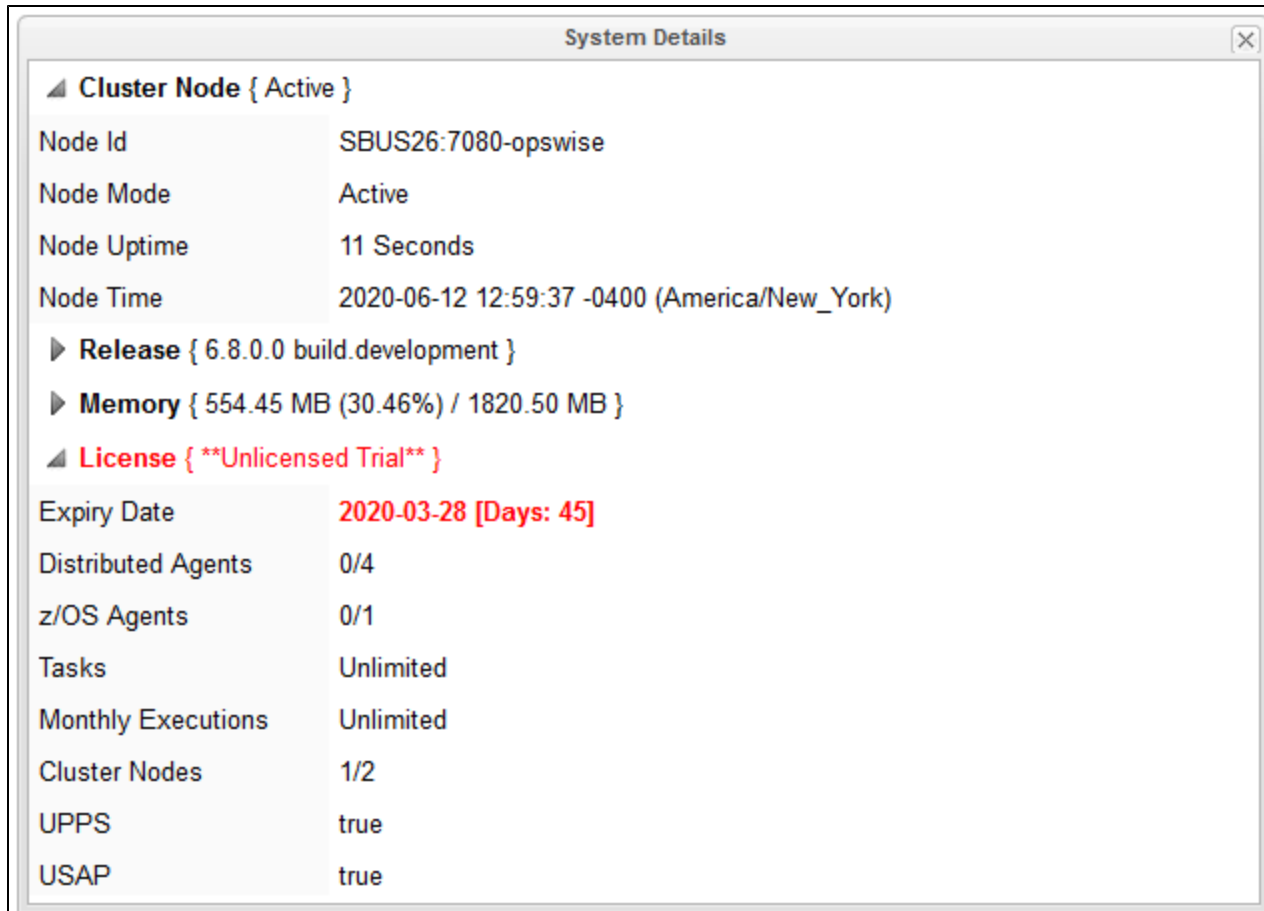 System Details
Cluster Node { Active }
Node Id SBUS26:7080-opswise
Node Mode Active
Node Uptime 11 Seconds
Node Time 2020-06-12 12:59:37 -0400 (America/New_York)
Release { 6.8.0.0 build.development }
Memory { 554.45 MB (30.46%) / 1820.50 MB }
License { **Unlicensed Trial** }
Expiry Date 2020-03-28 [Days: 45]
Distributed Agents 0/4
z/OS Agents 0/1
Tasks Unlimited
Monthly Executions Unlimited
Cluster Nodes 1/2
UPPS true
USAP true